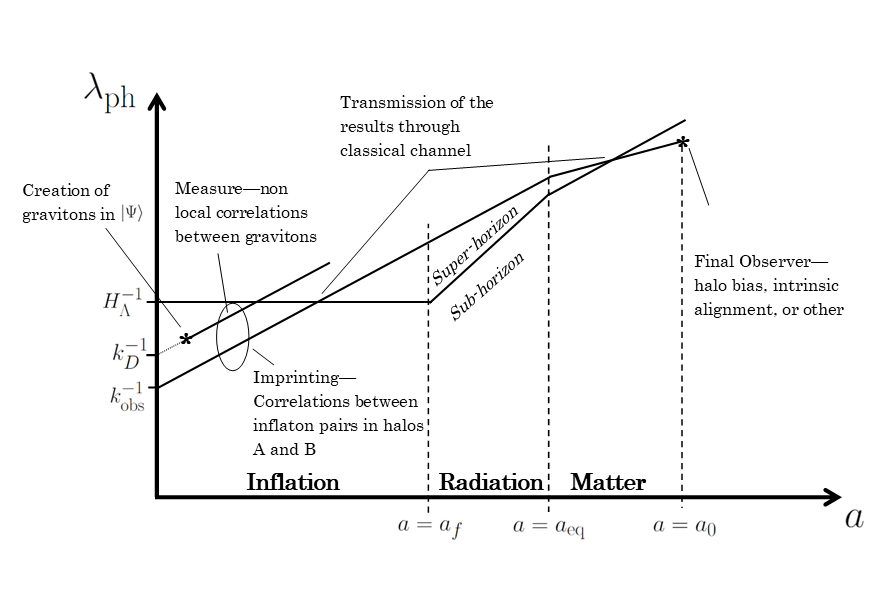 λ_ph
Transmission of the
results through
classical channel
Creation of
gravitons in |Ψ⟩
Measure—non
local correlations
between gravitons
Super-horizon
Sub-horizon
Final Observer—
halo bias, intrinsic
alignment, or other
H_Λ^{-1}
k_D^{-1}
k_obs^{-1}
Imprinting—
Correlations between
inflaton pairs in halos
A and B
Inflation
Radiation
Matter
a = a_f
a = a_eq
a = a_0
a